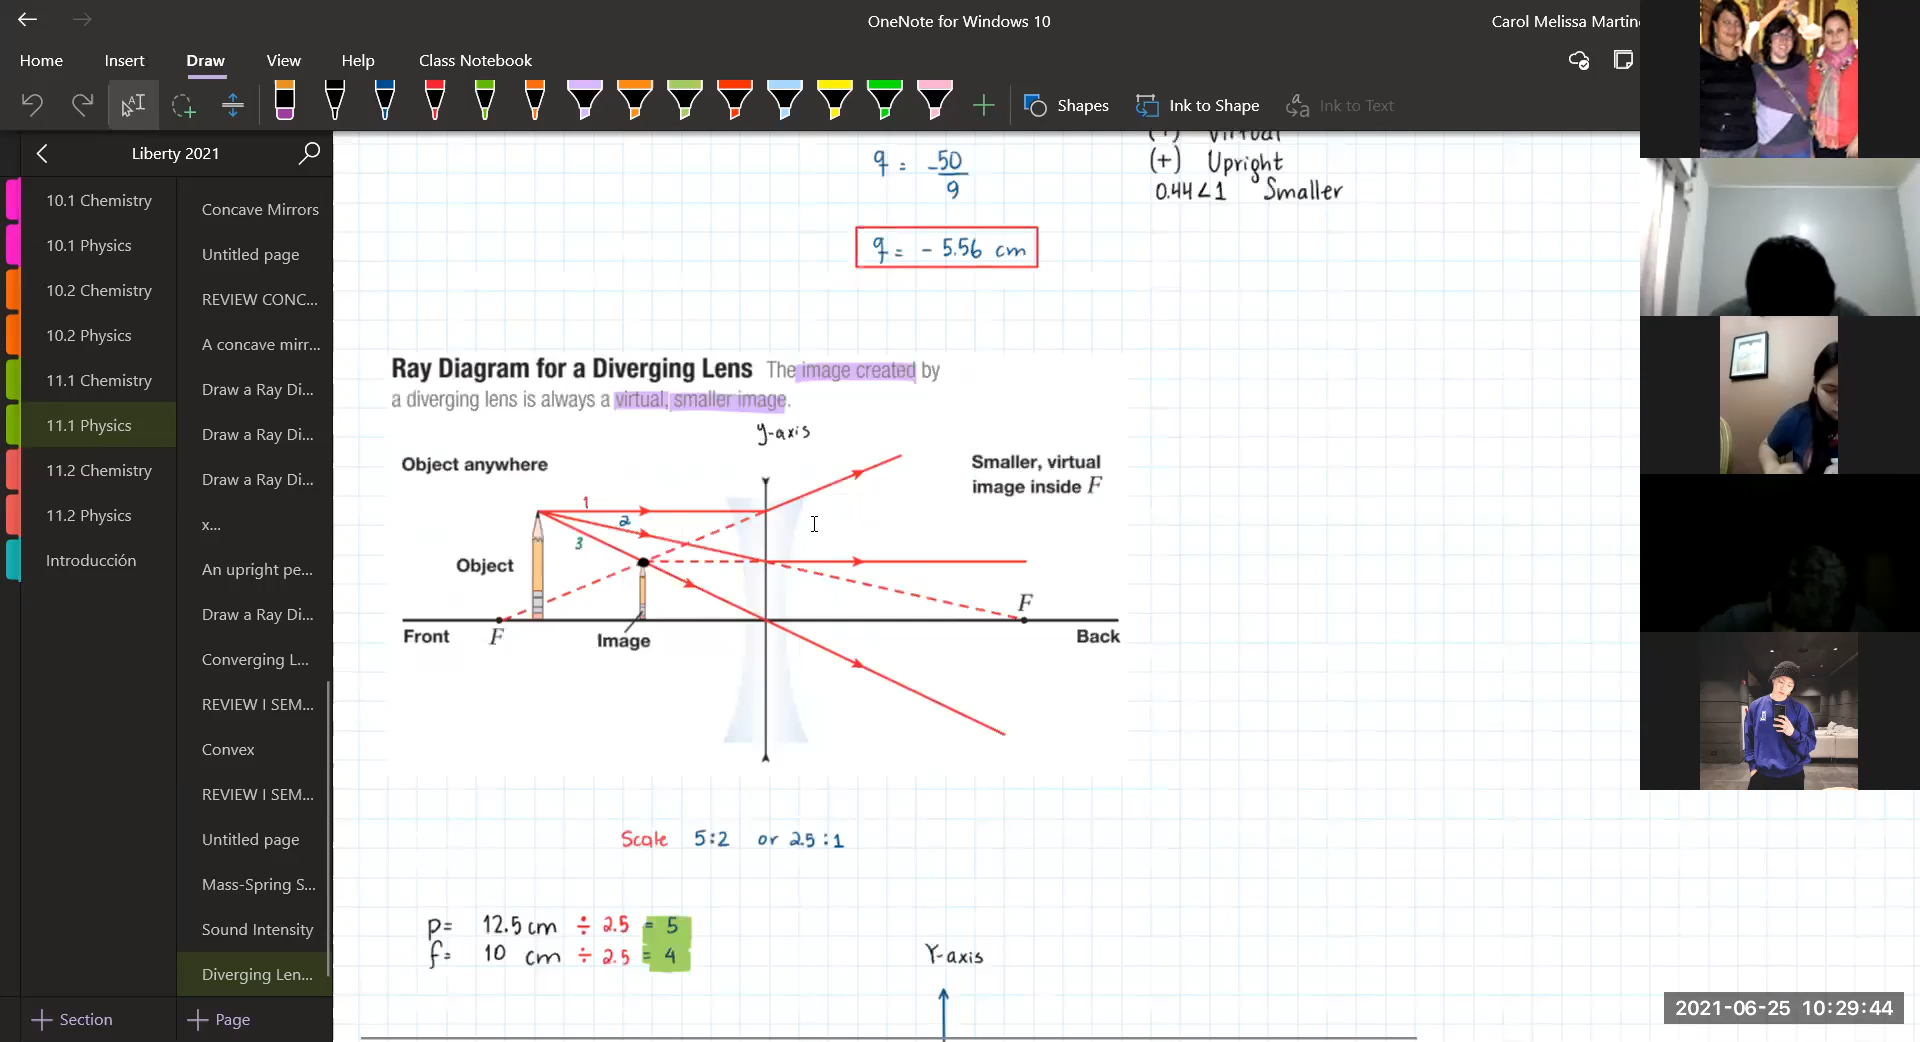 OneNote for Windows 10
Carol Melissa Martin
Home Insert Draw View Help Class Notebook
Shapes Ink to Shape Ink to Text
Liberty 2021
10.1 Chemistry
10.1 Physics
10.2 Chemistry
10.2 Physics
11.1 Chemistry
11.1 Physics
11.2 Chemistry
11.2 Physics
Introducción
Concave Mirrors
Untitled page
REVIEW CONC...
A concave mirr...
Draw a Ray Di...
Draw a Ray Di...
Draw a Ray Di...
x...
An upright pe...
Draw a Ray Di...
Converging L...
REVIEW I SEM...
Convex
REVIEW I SEM...
Untitled page
Mass-Spring S...
Sound Intensity
Diverging Len...
+ Section
+ Page
q = -50
9
q = - 5.56 cm
Virtual
(+) Upright
0.44 < 1 Smaller
Ray Diagram for a Diverging Lens The image created by
a diverging lens is always a virtual, smaller image.
y-axis
Object anywhere
Smaller, virtual
image inside F
1
2
3
Object
F
Front F Image Back
Scale 5:2 or 2.5:1
p= 12.5 cm ÷ 2.5 = 5
f= 10 cm ÷ 2.5 = 4
Y-axis
2021-06-25 10:29:44